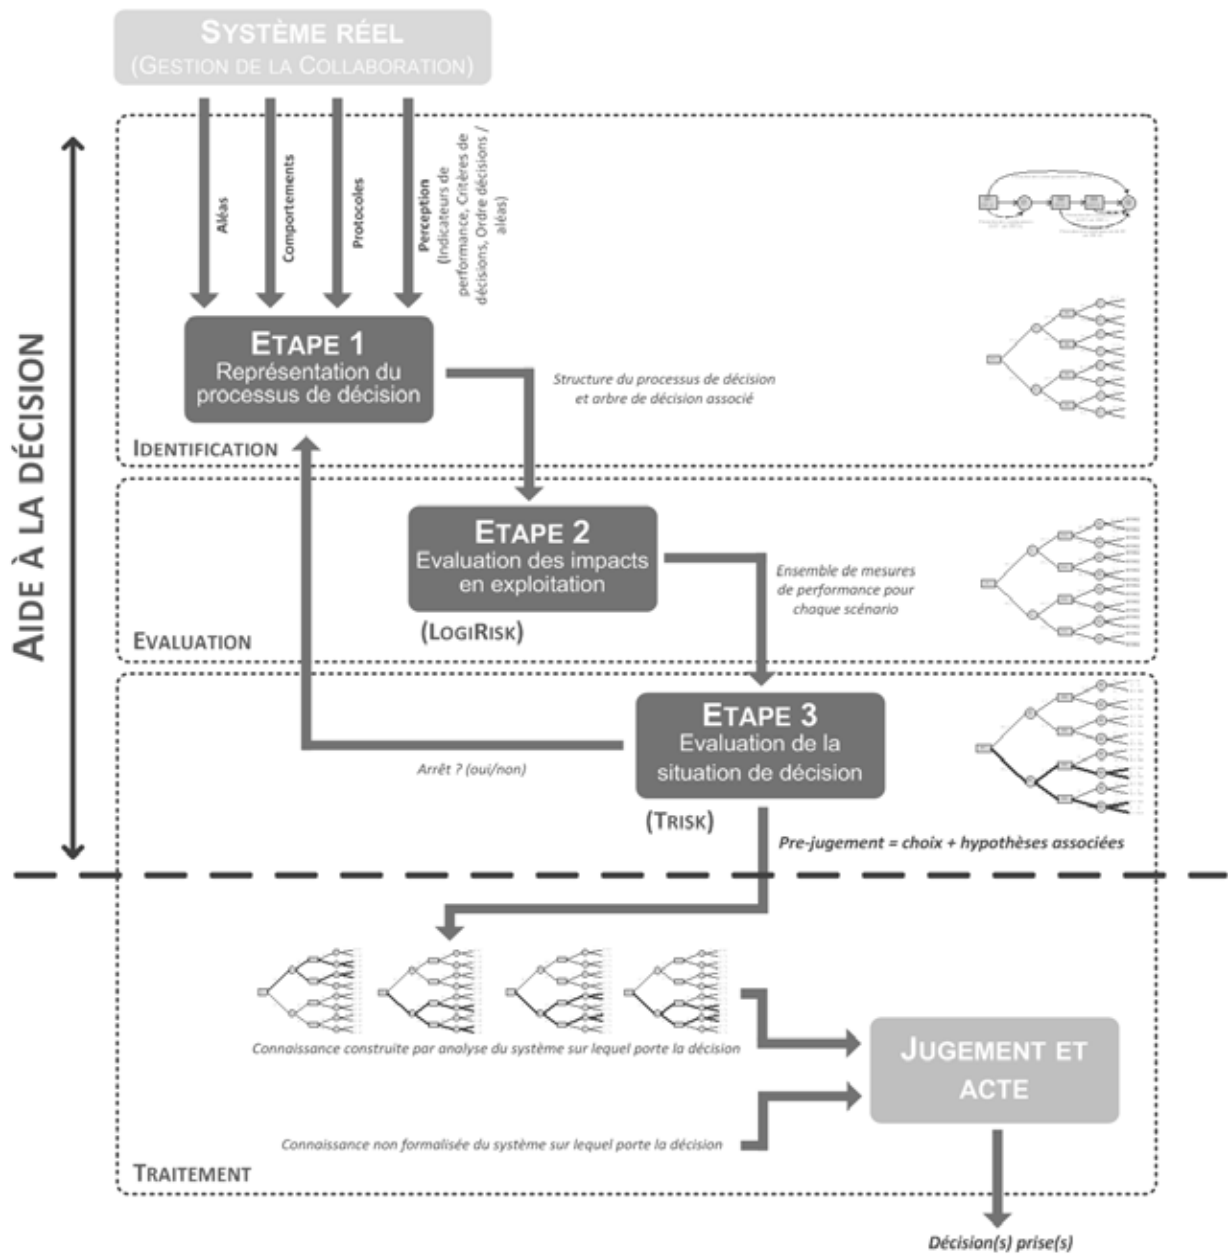 SYSTÈME RÉEL
(GESTION DE LA COLLABORATION)
AIDE À LA DÉCISION
Aléas
Comportements
Protocoles
Perception
(Indicateurs de
performance, Critères de
décisions, Ordre décisions /
aléas)
ETAPE 1
Représentation du
processus de décision
Structure du processus de décision
et arbre de décision associé
IDENTIFICATION
ETAPE 2
Evaluation des impacts
en exploitation
(LOGIRISK)
Ensemble de mesures
de performance pour
chaque scénario
EVALUATION
ETAPE 3
Evaluation de la
situation de décision
(TRISK)
Arrêt ? (oui/non)
Pre-jugement = choix + hypothèses associées
Connaissance construite par analyse du système sur lequel porte la décision
JUGEMENT ET
ACTE
Connaissance non formalisée du système sur lequel porte la décision
TRAITEMENT
Décision(s) prise(s)